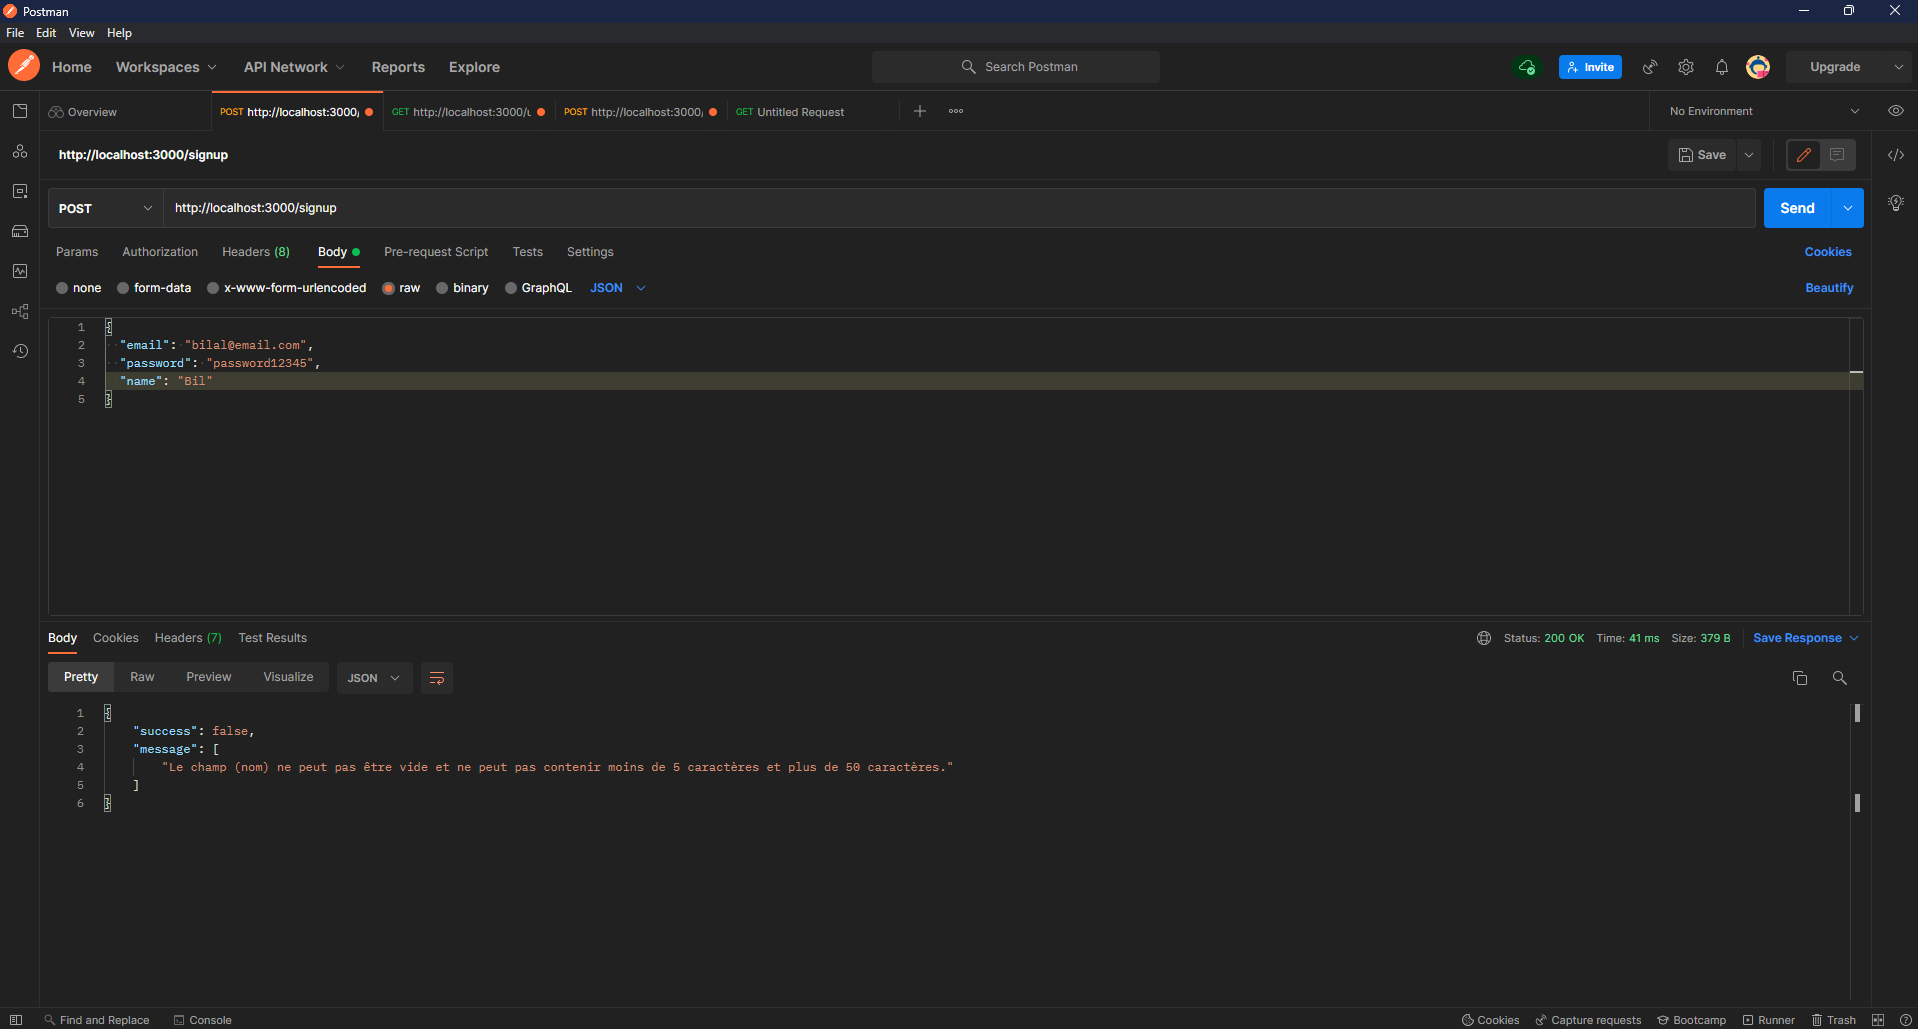 Postman
File Edit View Help
Home Workspaces API Network Reports Explore Search Postman Invite Upgrade
Overview POST http://localhost:3000/ GET http://localhost:3000/u POST http://localhost:3000/ GET Untitled Request No Environment
http://localhost:3000/signup Save
POST http://localhost:3000/signup Send
Params Authorization Headers (8) Body Pre-request Script Tests Settings Cookies
none form-data x-www-form-urlencoded raw binary GraphQL JSON Beautify
1 {
2 "email": "bilal@email.com",
3 "password": "password12345",
4 "name": "Bil"
5 }
Body Cookies Headers (7) Test Results Status: 200 OK Time: 41 ms Size: 379 B Save Response
Pretty Raw Preview Visualize JSON
1 {
2 "success": false,
3 "message": [
4 "Le champ (nom) ne peut pas être vide et ne peut pas contenir moins de 5 caractères et plus de 50 caractères."
5 ]
6 }
Find and Replace Console Cookies Capture requests Bootcamp Runner Trash